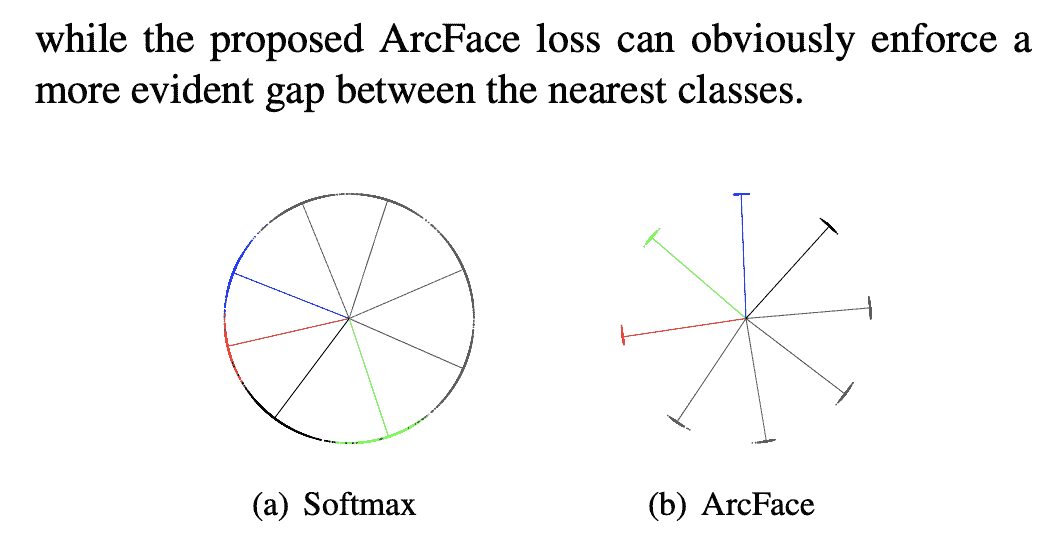 while the proposed ArcFace loss can obviously enforce a
more evident gap between the nearest classes.
(a) Softmax
(b) ArcFace